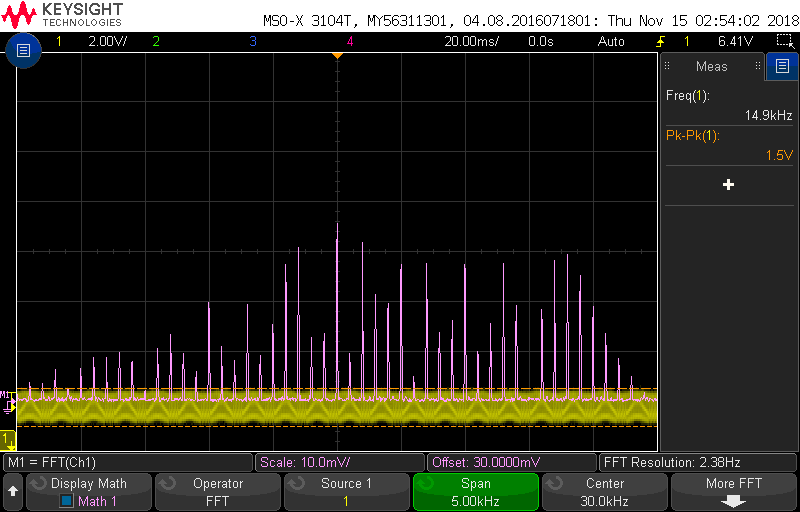 KEYSIGHT
TECHNOLOGIES
MSO-X 3104T, MY56311301, 04.08.2016071801: Thu Nov 15 02:54:02 2018
1 2.00V/ 2 3 4 20.00ms/ 0.0s Auto 1 6.41V
Meas
Freq(1):
14.9kHz
Pk-Pk(1):
1.5V
M1
1
M1 = FFT(Ch1) Scale: 10.0mV/ Offset: 30.0000mV FFT Resolution: 2.38Hz
Display Math Operator Source 1 Span Center More FFT
Math 1 FFT 1 5.00kHz 30.0kHz